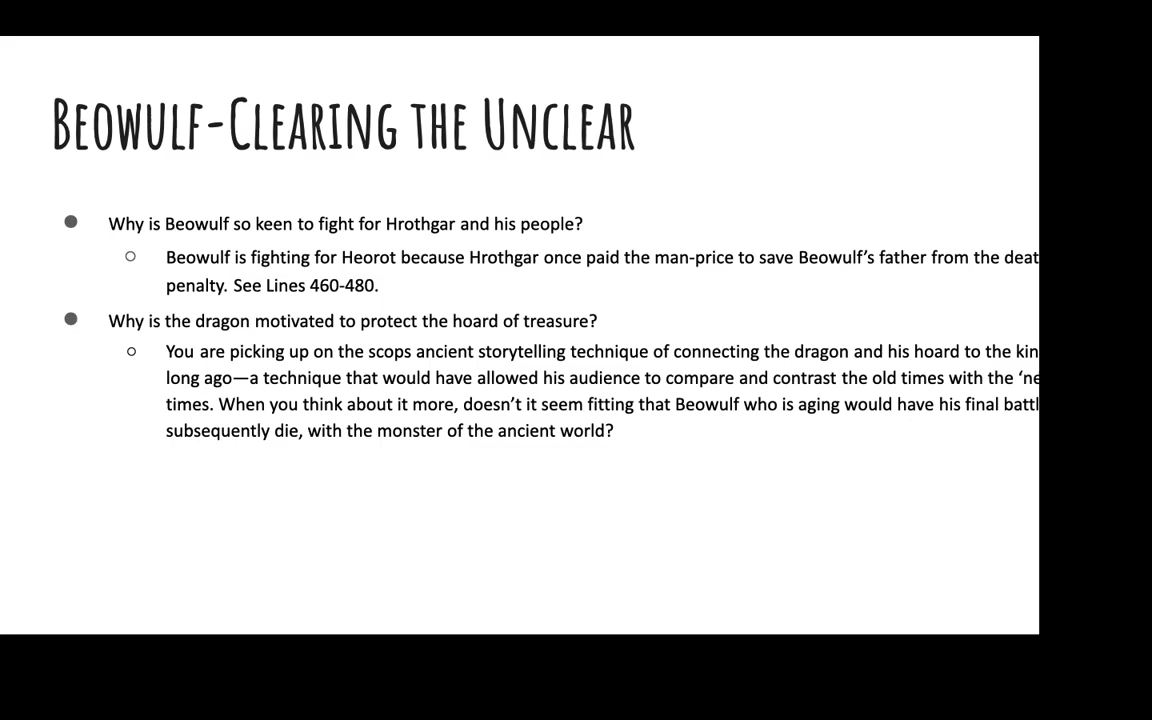 Beowulf-Clearing the Unclear
Why is Beowulf so keen to fight for Hrothgar and his people?
Beowulf is fighting for Heorot because Hrothgar once paid the man-price to save Beowulf’s father from the
penalty. See Lines 460-480.
Why is the dragon motivated to protect the hoard of treasure?
You are picking up on the scops ancient storytelling technique of connecting the dragon and his hoard to the
long ago—a technique that would have allowed his audience to compare and contrast the old times with the
times. When you think about it more, doesn’t it seem fitting that Beowulf who is aging would have his final
subsequently die, with the monster of the ancient world?